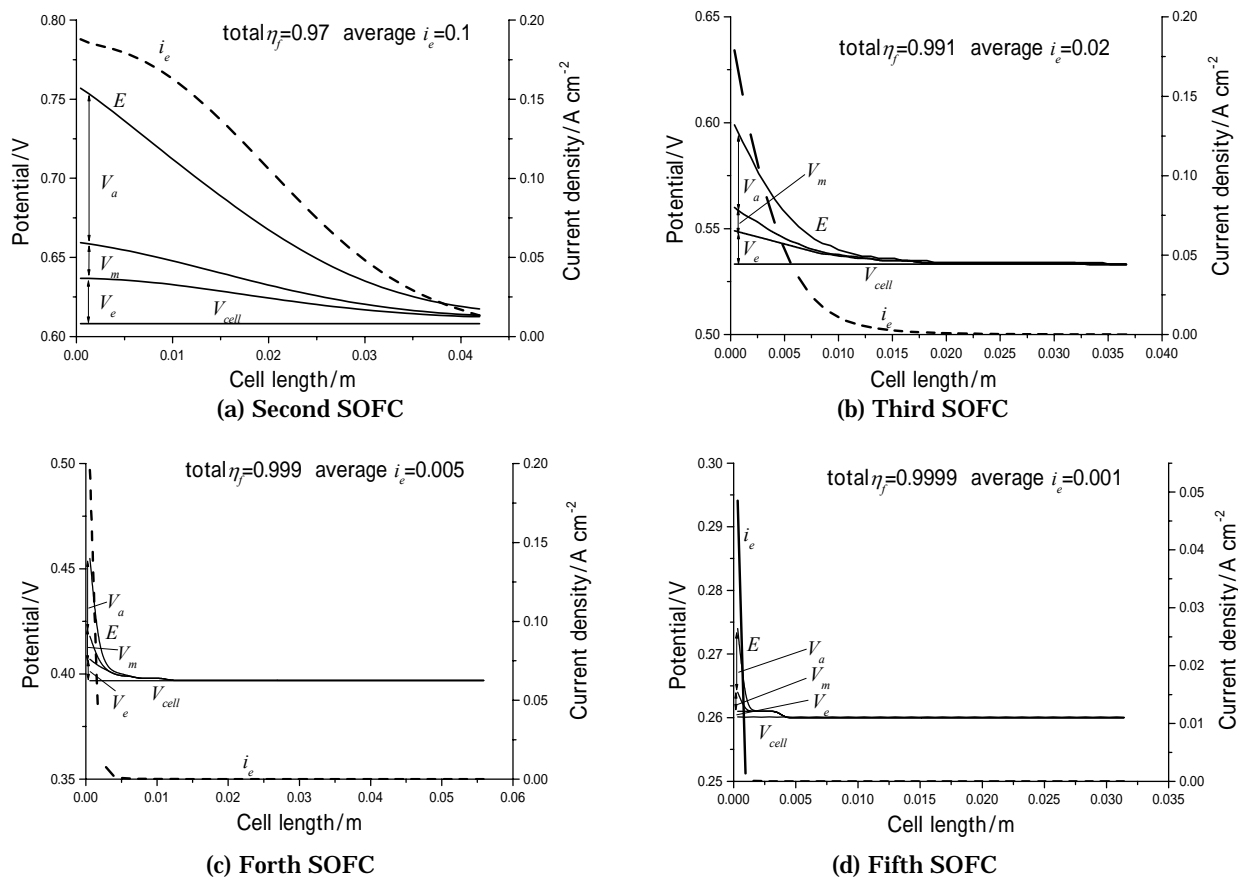 total η_f=0.97 average i_e=0.1
0.80
0.75
0.70
0.65
0.60
Potential/V
0.20
0.15
0.10
0.05
0.00
Current density/A cm⁻²
i_e
E
V_a
V_m
V_e
V_cell
0.00 0.01 0.02 0.03 0.04
Cell length/m
(a) Second SOFC
total η_f=0.991 average i_e=0.02
0.65
0.60
0.55
0.50
Potential/V
0.20
0.15
0.10
0.05
0.00
Current density/A cm⁻²
V_m
V_a
E
V_e
V_cell
i_e
0.000 0.005 0.010 0.015 0.020 0.025 0.030 0.035 0.040
Cell length/m
(b) Third SOFC
total η_f=0.999 average i_e=0.005
0.50
0.45
0.40
0.35
Potential/V
0.20
0.15
0.10
0.05
0.00
Current density/A cm⁻²
V_a
E
V_m
V_e
V_cell
i_e
0.00 0.01 0.02 0.03 0.04 0.05 0.06
Cell length/m
(c) Forth SOFC
total η_f=0.9999 average i_e=0.001
0.30
0.29
0.28
0.27
0.26
0.25
Potential/V
0.05
0.04
0.03
0.02
0.01
0.00
Current density/A cm⁻²
i_e
E
V_a
V_m
V_e
V_cell
0.000 0.005 0.010 0.015 0.020 0.025 0.030 0.035
Cell length/m
(d) Fifth SOFC